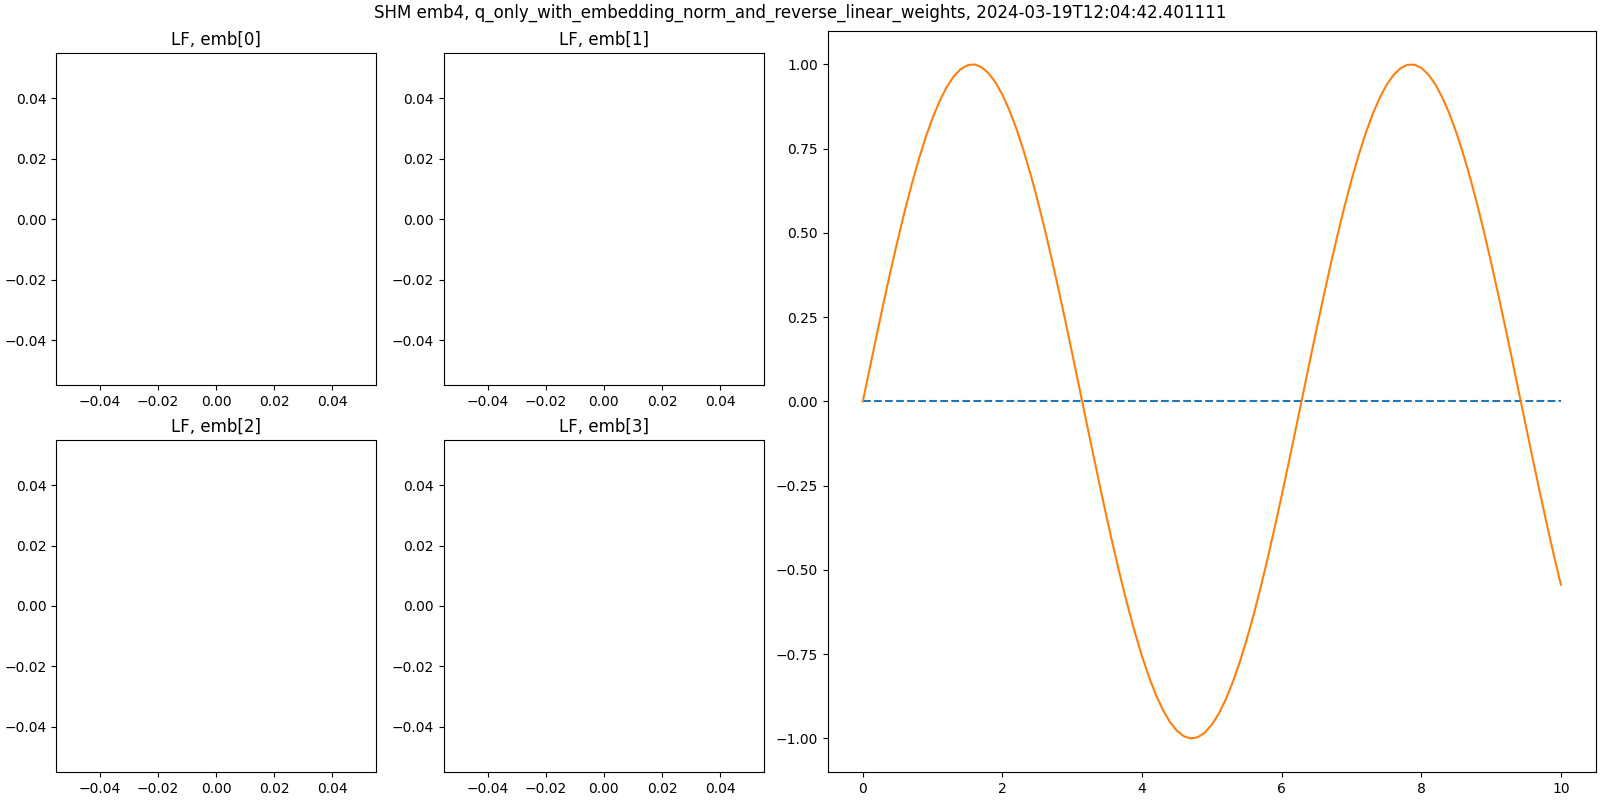 SHM emb4, q_only_with_embedding_norm_and_reverse_linear_weights, 2024-03-19T12:04:42.401111
LF, emb[0]
0.04
0.02
0.00
−0.02
−0.04
−0.04 −0.02 0.00 0.02 0.04
LF, emb[1]
0.04
0.02
0.00
−0.02
−0.04
−0.04 −0.02 0.00 0.02 0.04
LF, emb[2]
0.04
0.02
0.00
−0.02
−0.04
−0.04 −0.02 0.00 0.02 0.04
LF, emb[3]
0.04
0.02
0.00
−0.02
−0.04
−0.04 −0.02 0.00 0.02 0.04
1.00
0.75
0.50
0.25
0.00
−0.25
−0.50
−0.75
−1.00
0 2 4 6 8 10